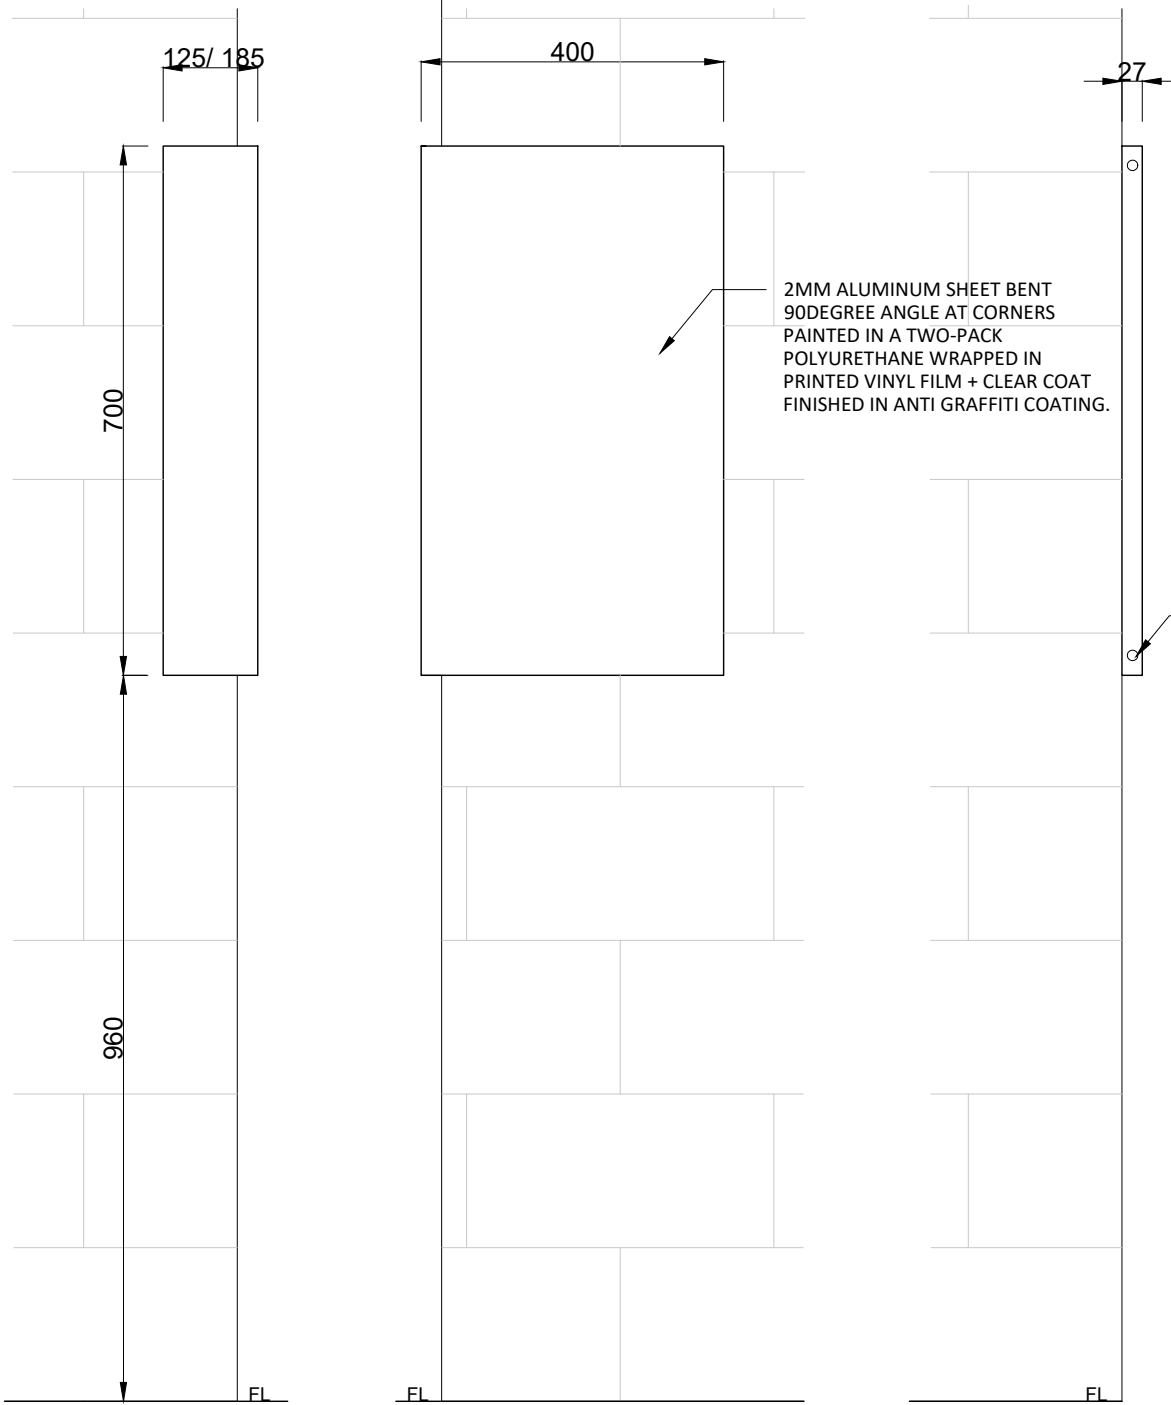 125/ 185
400
27
2MM ALUMINUM SHEET BENT
90DEGREE ANGLE AT CORNERS
PAINTED IN A TWO-PACK
POLYURETHANE WRAPPED IN
PRINTED VINYL FILM + CLEAR COAT
FINISHED IN ANTI GRAFFITI COATING.
700
960
FL
FL
FL